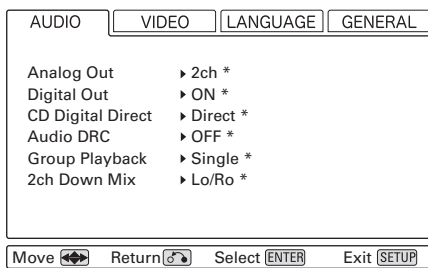 AUDIO VIDEO LANGUAGE GENERAL
Analog Out 2ch *
Digital Out ON *
CD Digital Direct Direct *
Audio DRC OFF *
Group Playback Single *
2ch Down Mix Lo/Ro *
Move Return Select ENTER Exit SETUP